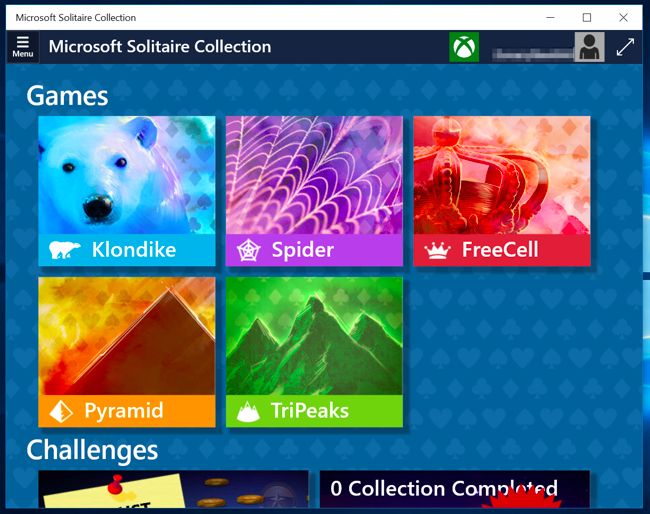 Microsoft Solitaire Collection
Menu
Microsoft Solitaire Collection
Games
Klondike
Spider
FreeCell
Pyramid
TriPeaks
Challenges
0 Collection Completed